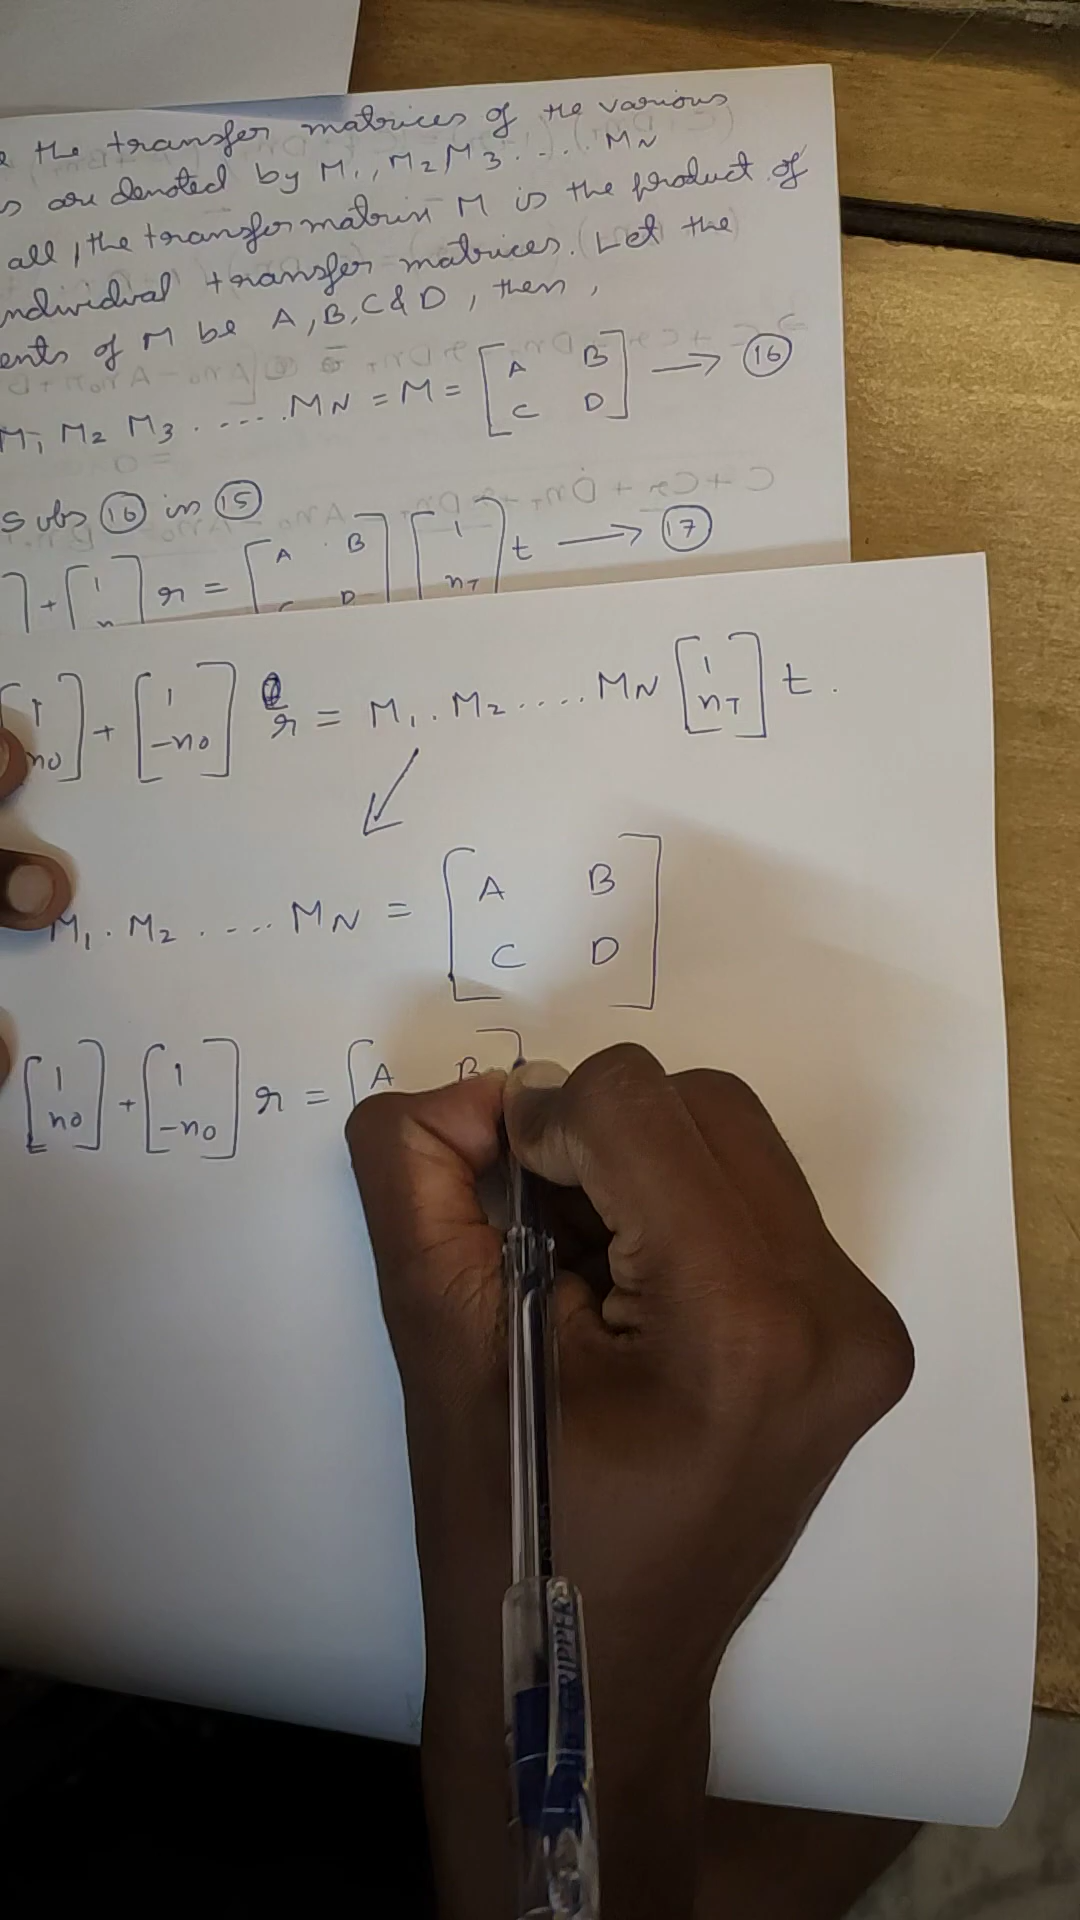 the transfer matrices of the various
are denoted by M1, M2 M3 .... MN
all, the transfer matrix M is the product of
transfer matrices. Let the
of M be A, B, C & D, then,
M1 M2 M3 ..... MN = M = [A B C D] → (16)
subs (16) in (15)
] + [1 n] r = [A B C D] [1 nT] t → (17)
[1 n0] + [1 -n0] r = M1 . M2 .... MN [1 nT] t .
M1 . M2 .... MN = [A B C D]
[1 n0] + [1 -n0] r = [A B
GRIPPER